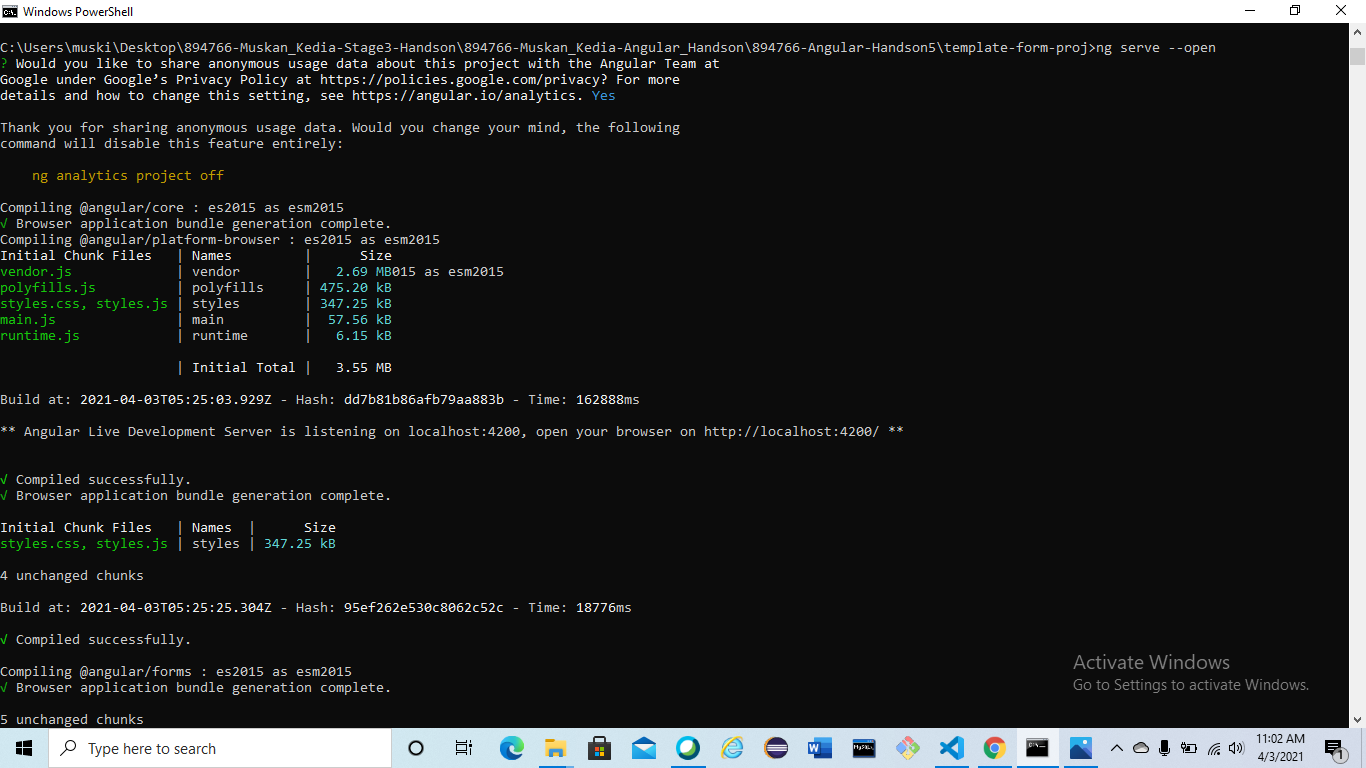 Windows PowerShell
C:\Users\muski\Desktop\894766-Muskan_Kedia-Stage3-Handson\894766-Muskan_Kedia-Angular_Handson\894766-Angular-Handson5\template-form-proj>ng serve --open
? Would you like to share anonymous usage data about this project with the Angular Team at
Google under Google’s Privacy Policy at https://policies.google.com/privacy? For more
details and how to change this setting, see https://angular.io/analytics. Yes
Thank you for sharing anonymous usage data. Would you change your mind, the following
command will disable this feature entirely:
ng analytics project off
Compiling @angular/core : es2015 as esm2015
√ Browser application bundle generation complete.
Compiling @angular/platform-browser : es2015 as esm2015
Initial Chunk Files | Names | Size
vendor.js | vendor | 2.69 MB015 as esm2015
polyfills.js | polyfills | 475.20 kB
styles.css, styles.js | styles | 347.25 kB
main.js | main | 57.56 kB
runtime.js | runtime | 6.15 kB
| Initial Total | 3.55 MB
Build at: 2021-04-03T05:25:03.929Z - Hash: dd7b81b86afb79aa883b - Time: 162888ms
** Angular Live Development Server is listening on localhost:4200, open your browser on http://localhost:4200/ **
√ Compiled successfully.
√ Browser application bundle generation complete.
Initial Chunk Files | Names | Size
styles.css, styles.js | styles | 347.25 kB
4 unchanged chunks
Build at: 2021-04-03T05:25:25.304Z - Hash: 95ef262e530c8062c52c - Time: 18776ms
√ Compiled successfully.
Compiling @angular/forms : es2015 as esm2015
√ Browser application bundle generation complete.
5 unchanged chunks
Activate Windows
Go to Settings to activate Windows.
Type here to search
11:02 AM
4/3/2021
1